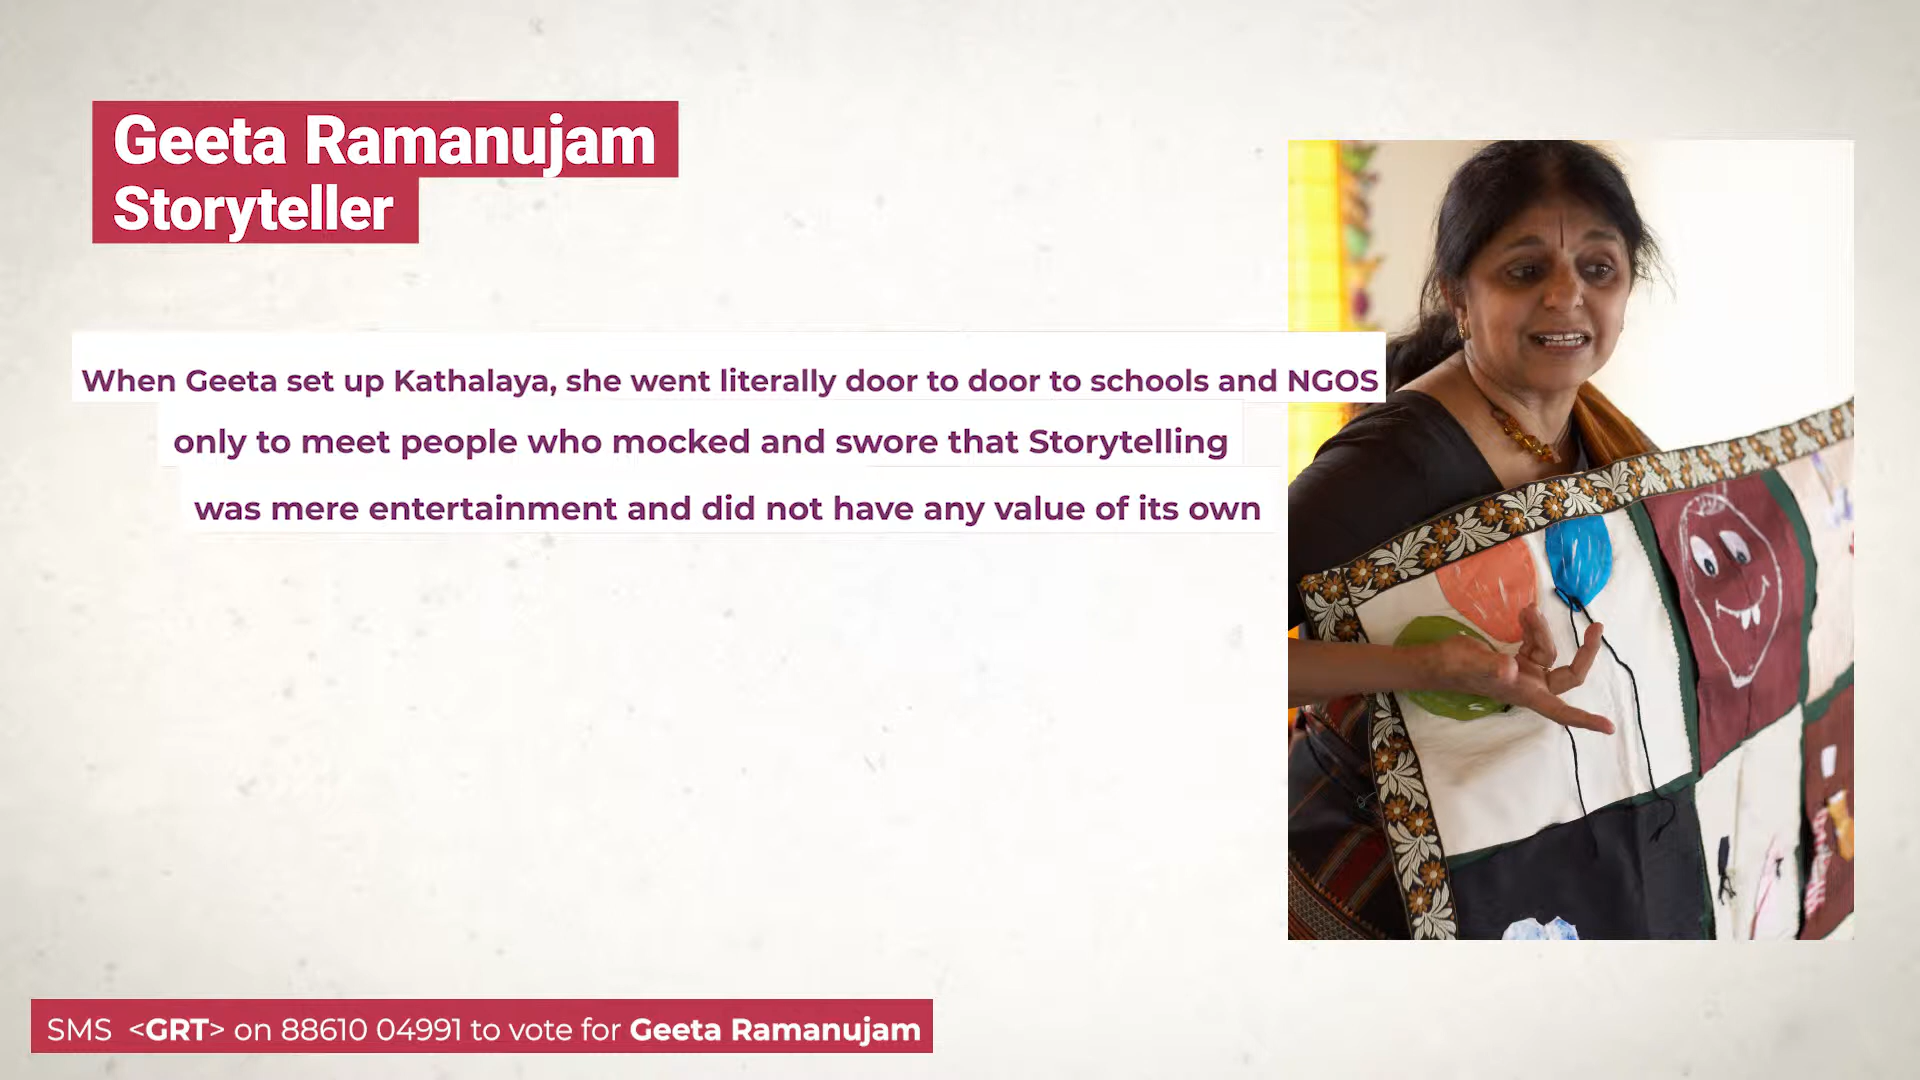 Geeta Ramanujam
Storyteller
When Geeta set up Kathalaya, she went literally door to door to schools and NGOS
only to meet people who mocked and swore that Storytelling
was mere entertainment and did not have any value of its own
SMS <GRT> on 88610 04991 to vote for Geeta Ramanujam